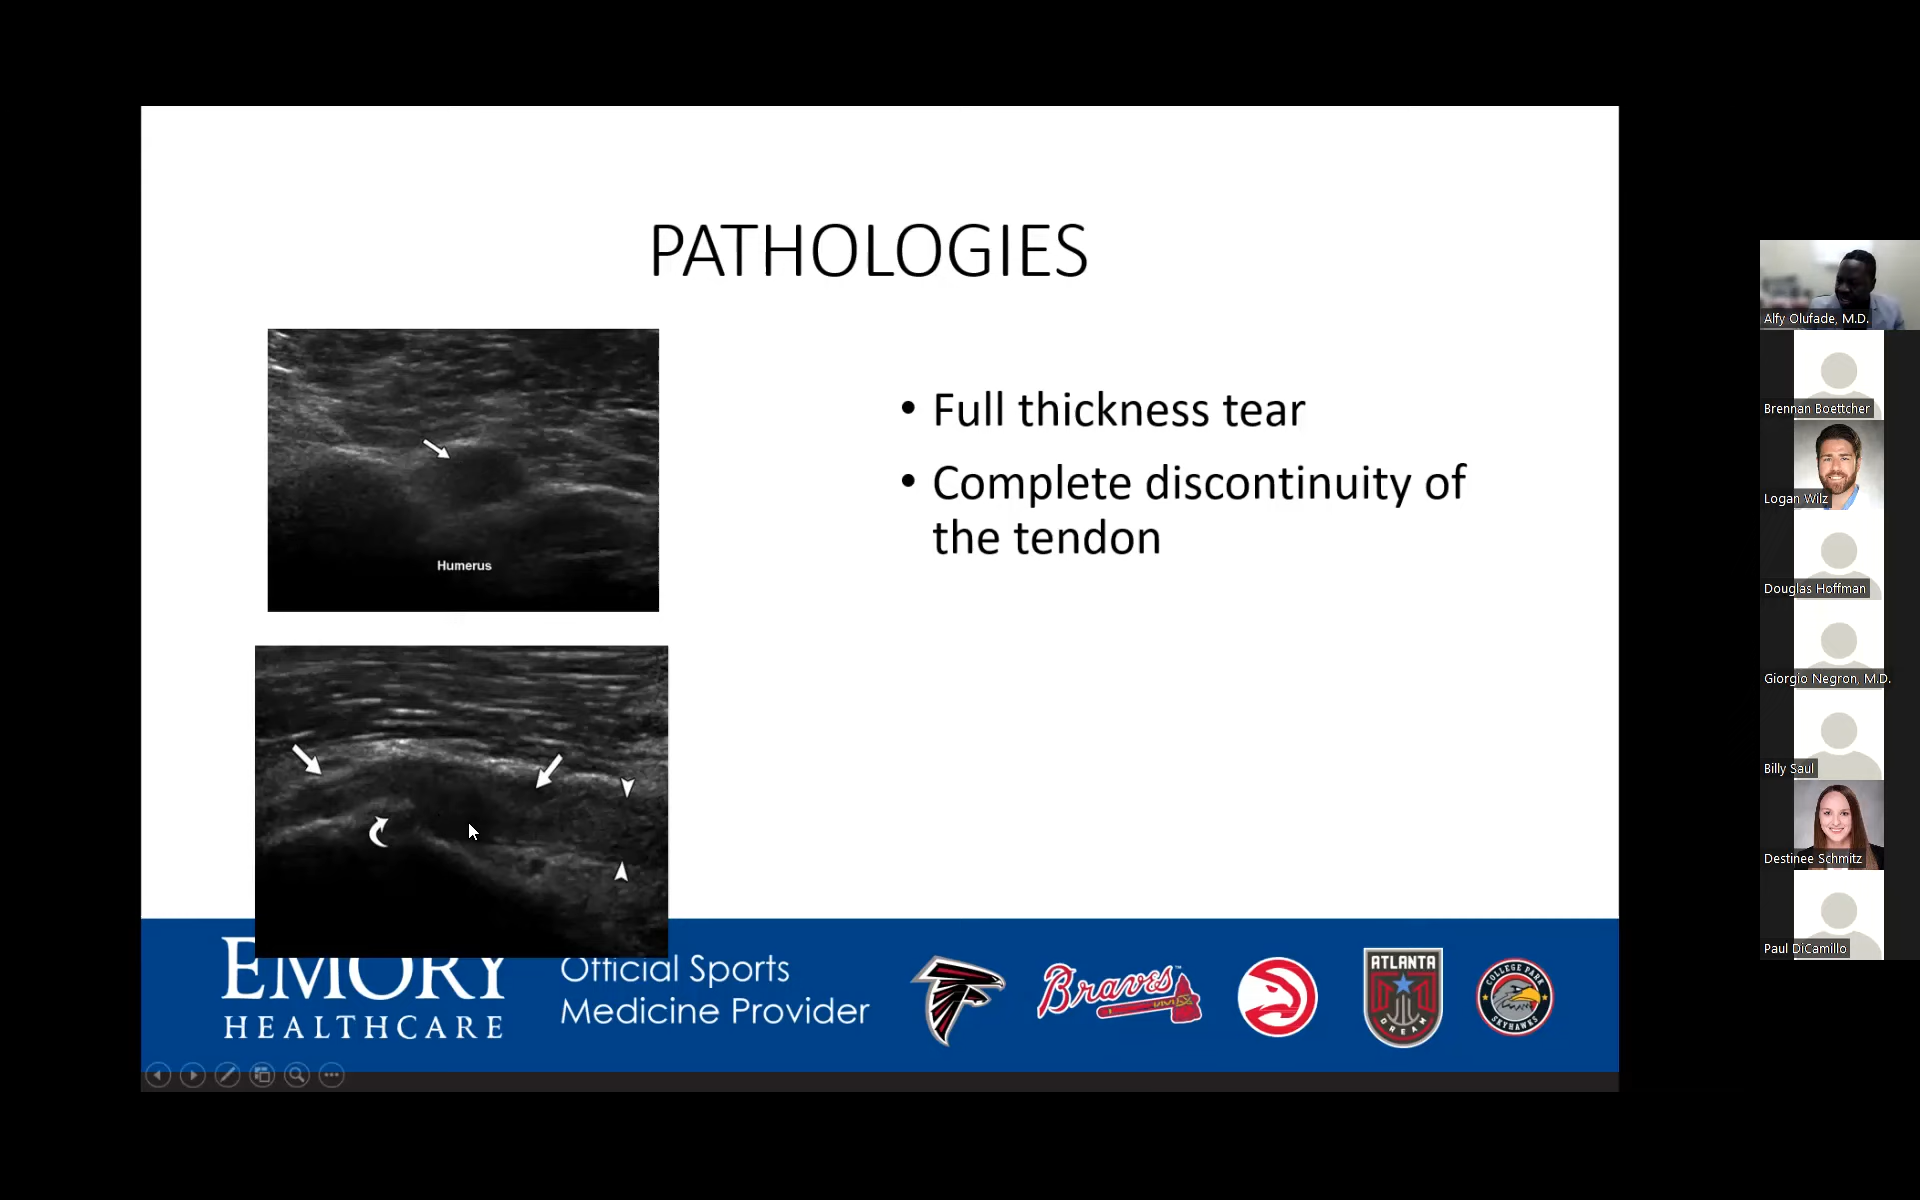 PATHOLOGIES
Humerus
• Full thickness tear
• Complete discontinuity of
the tendon
EMORY
HEALTHCARE
Official Sports
Medicine Provider
Braves
ATLANTA
DREAM
COLLEGE PARK
SKYHAWKS
Alfy Olufade, M.D.
Brennan Boettcher
Logan Wilz
Douglas Hoffman
Giorgio Negron, M.D.
Billy Saul
Destinee Schmitz
Paul DiCamillo